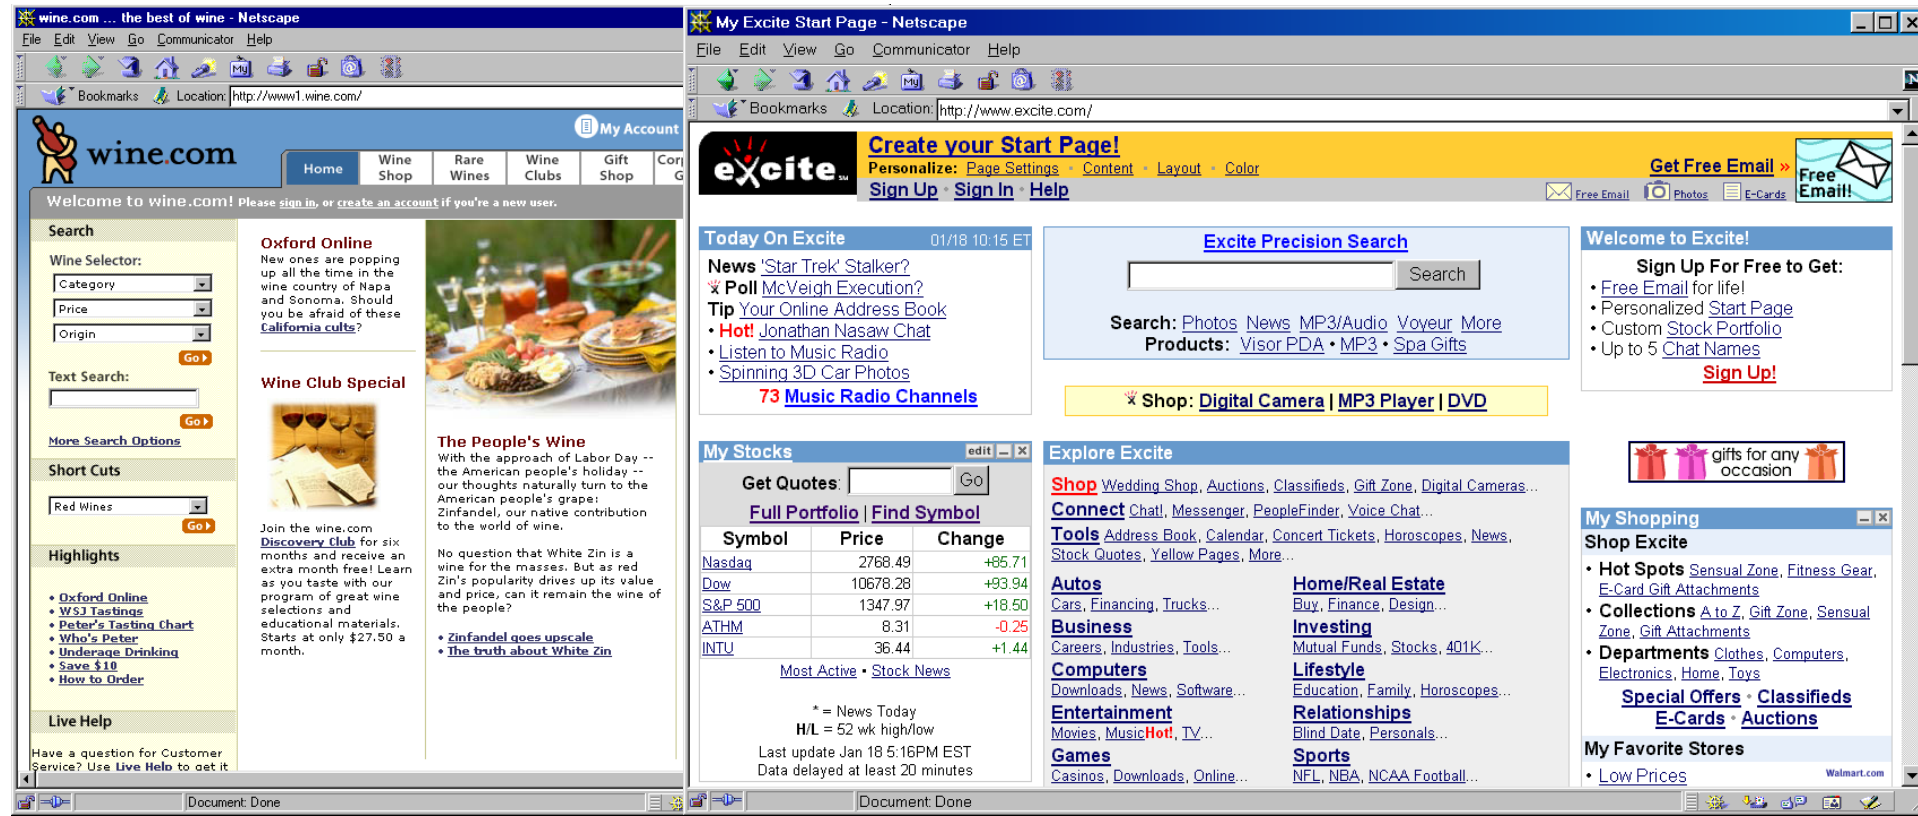 wine.com ... the best of wine - Netscape
File Edit View Go Communicator Help
My
Bookmarks Location: http://www1.wine.com/
wine.com
My Account
Home
Wine Shop
Rare Wines
Wine Clubs
Gift Shop
Welcome to wine.com! Please sign in, or create an account if you're a new user.
Search
Wine Selector:
Category
Price
Origin
Go
Text Search:
Go
More Search Options
Short Cuts
Red Wines
Go
Highlights
• Oxford Online
• WSJ Tastings
• Peter's Tasting Chart
• Who's Peter
• Underage Drinking
• Save $10
• How to Order
Live Help
Have a question for Customer
Service? Use Live Help to get it
Oxford Online
New ones are popping
up all the time in the
wine country of Napa
and Sonoma. Should
you be afraid of these
California cults?
Wine Club Special
Join the wine.com
Discovery Club for six
months and receive an
extra month free! Learn
as you taste with our
program of great wine
selections and
educational materials.
Starts at only $27.50 a
month.
The People's Wine
With the approach of Labor Day --
the American people's holiday --
our thoughts naturally turn to the
American people's grape:
Zinfandel, our native contribution
to the world of wine.
No question that White Zin is a
wine for the masses. But as red
Zin's popularity drives up its value
and price, can it remain the wine of
the people?
• Zinfandel goes upscale
• The truth about White Zin
Document: Done
My Excite Start Page - Netscape
File Edit View Go Communicator Help
My
N
Bookmarks Location: http://www.excite.com/
excite
Create your Start Page!
Personalize: Page Settings · Content · Layout · Color
Sign Up · Sign In · Help
Get Free Email »
Free Email Photos E-Cards
Free
Email!
Today On Excite 01/18 10:15 ET
News 'Star Trek' Stalker?
Poll McVeigh Execution?
Tip Your Online Address Book
• Hot! Jonathan Nasaw Chat
• Listen to Music Radio
• Spinning 3D Car Photos
73 Music Radio Channels
Excite Precision Search
Search
Search: Photos News MP3/Audio Voyeur More
Products: Visor PDA • MP3 • Spa Gifts
Shop: Digital Camera | MP3 Player | DVD
Welcome to Excite!
Sign Up For Free to Get:
• Free Email for life!
• Personalized Start Page
• Custom Stock Portfolio
• Up to 5 Chat Names
Sign Up!
gifts for any
occasion
My Stocks edit
Get Quotes: Go
Full Portfolio | Find Symbol
Symbol Price Change
Nasdaq 2768.49 +85.71
Dow 10678.28 +93.94
S&P 500 1347.97 +18.50
ATHM 8.31 -0.25
INTU 36.44 +1.44
Most Active • Stock News
* = News Today
H/L = 52 wk high/low
Last update Jan 18 5:16PM EST
Data delayed at least 20 minutes
Explore Excite
Shop Wedding Shop, Auctions, Classifieds, Gift Zone, Digital Cameras...
Connect Chat!, Messenger, PeopleFinder, Voice Chat...
Tools Address Book, Calendar, Concert Tickets, Horoscopes, News,
Stock Quotes, Yellow Pages, More...
Autos
Cars, Financing, Trucks...
Business
Careers, Industries, Tools...
Computers
Downloads, News, Software...
Entertainment
Movies, MusicHot!, TV...
Games
Casinos, Downloads, Online...
Home/Real Estate
Buy, Finance, Design...
Investing
Mutual Funds, Stocks, 401K...
Lifestyle
Education, Family, Horoscopes...
Relationships
Blind Date, Personals...
Sports
NFL, NBA, NCAA Football...
My Shopping
Shop Excite
• Hot Spots Sensual Zone, Fitness Gear,
E-Card Gift Attachments
• Collections A to Z, Gift Zone, Sensual
Zone, Gift Attachments
• Departments Clothes, Computers,
Electronics, Home, Toys
Special Offers • Classifieds
E-Cards • Auctions
My Favorite Stores
• Low Prices Walmart.com
Document: Done